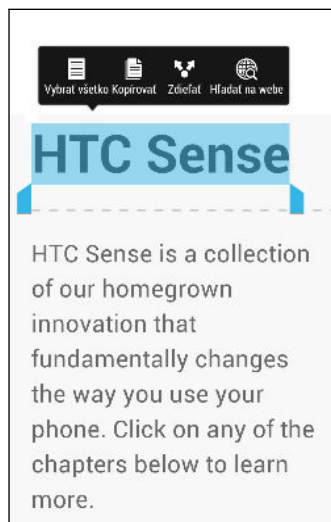 Vybrať všetko Kopírovať Zdieľať Hľadať na webe
HTC Sense
HTC Sense is a collection
of our homegrown
innovation that
fundamentally changes
the way you use your
phone. Click on any of the
chapters below to learn
more.